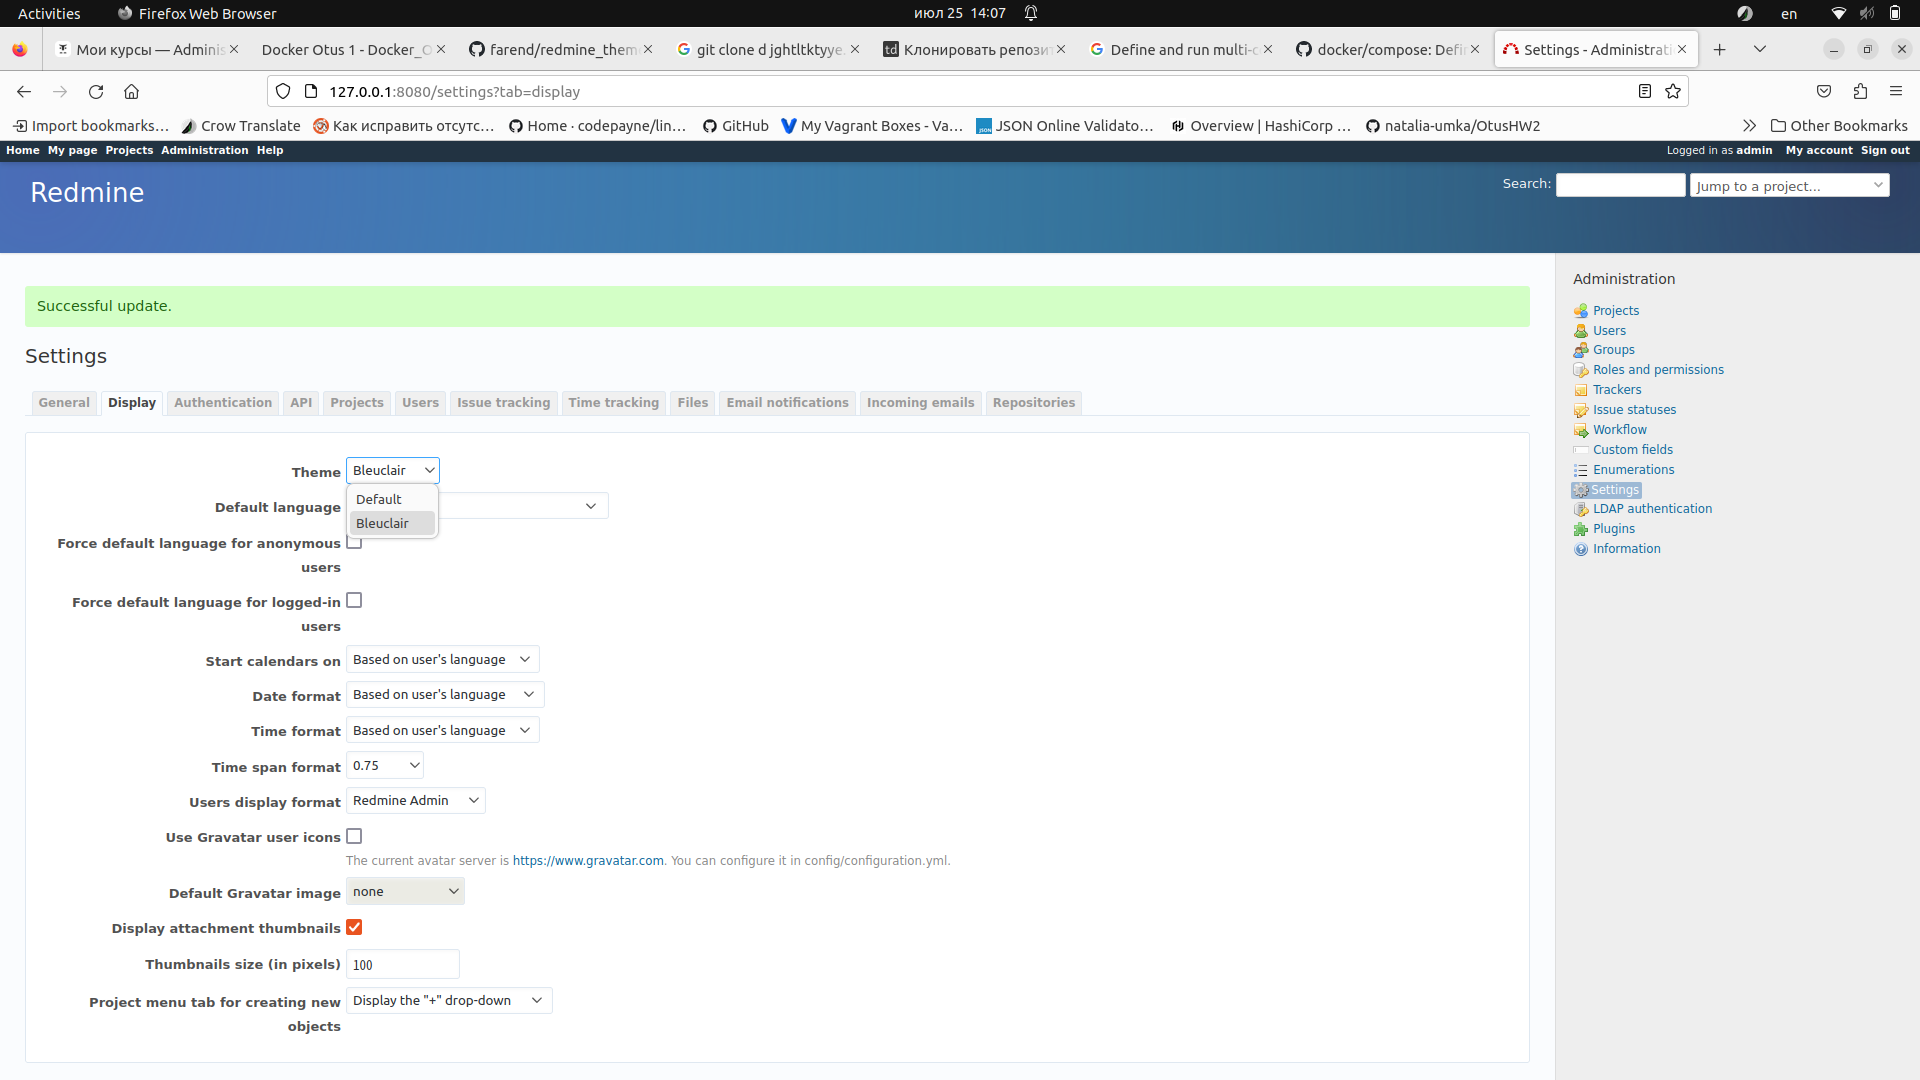 Activities Firefox Web Browser июл 25 14:07 en
Мои курсы — Adminis Docker Otus 1 - Docker_O farend/redmine_them git clone d jghtltktyye. Клонировать репозит Define and run multi-c docker/compose: Defin Settings - Administrati
127.0.0.1:8080/settings?tab=display
Import bookmarks… Crow Translate Как исправить отсутс… Home · codepayne/lin… GitHub My Vagrant Boxes - Va… JSON Online Validato… Overview | HashiCorp … natalia-umka/OtusHW2 Other Bookmarks
Home My page Projects Administration Help Logged in as admin My account Sign out
Redmine Search: Jump to a project...
Successful update.
Settings
General Display Authentication API Projects Users Issue tracking Time tracking Files Email notifications Incoming emails Repositories
Theme Bleuclair
Default
Bleuclair
Default language
Force default language for anonymous
users
Force default language for logged-in
users
Start calendars on Based on user's language
Date format Based on user's language
Time format Based on user's language
Time span format 0.75
Users display format Redmine Admin
Use Gravatar user icons
The current avatar server is https://www.gravatar.com. You can configure it in config/configuration.yml.
Default Gravatar image none
Display attachment thumbnails
Thumbnails size (in pixels) 100
Project menu tab for creating new Display the "+" drop-down
objects
Administration
Projects
Users
Groups
Roles and permissions
Trackers
Issue statuses
Workflow
Custom fields
Enumerations
Settings
LDAP authentication
Plugins
Information